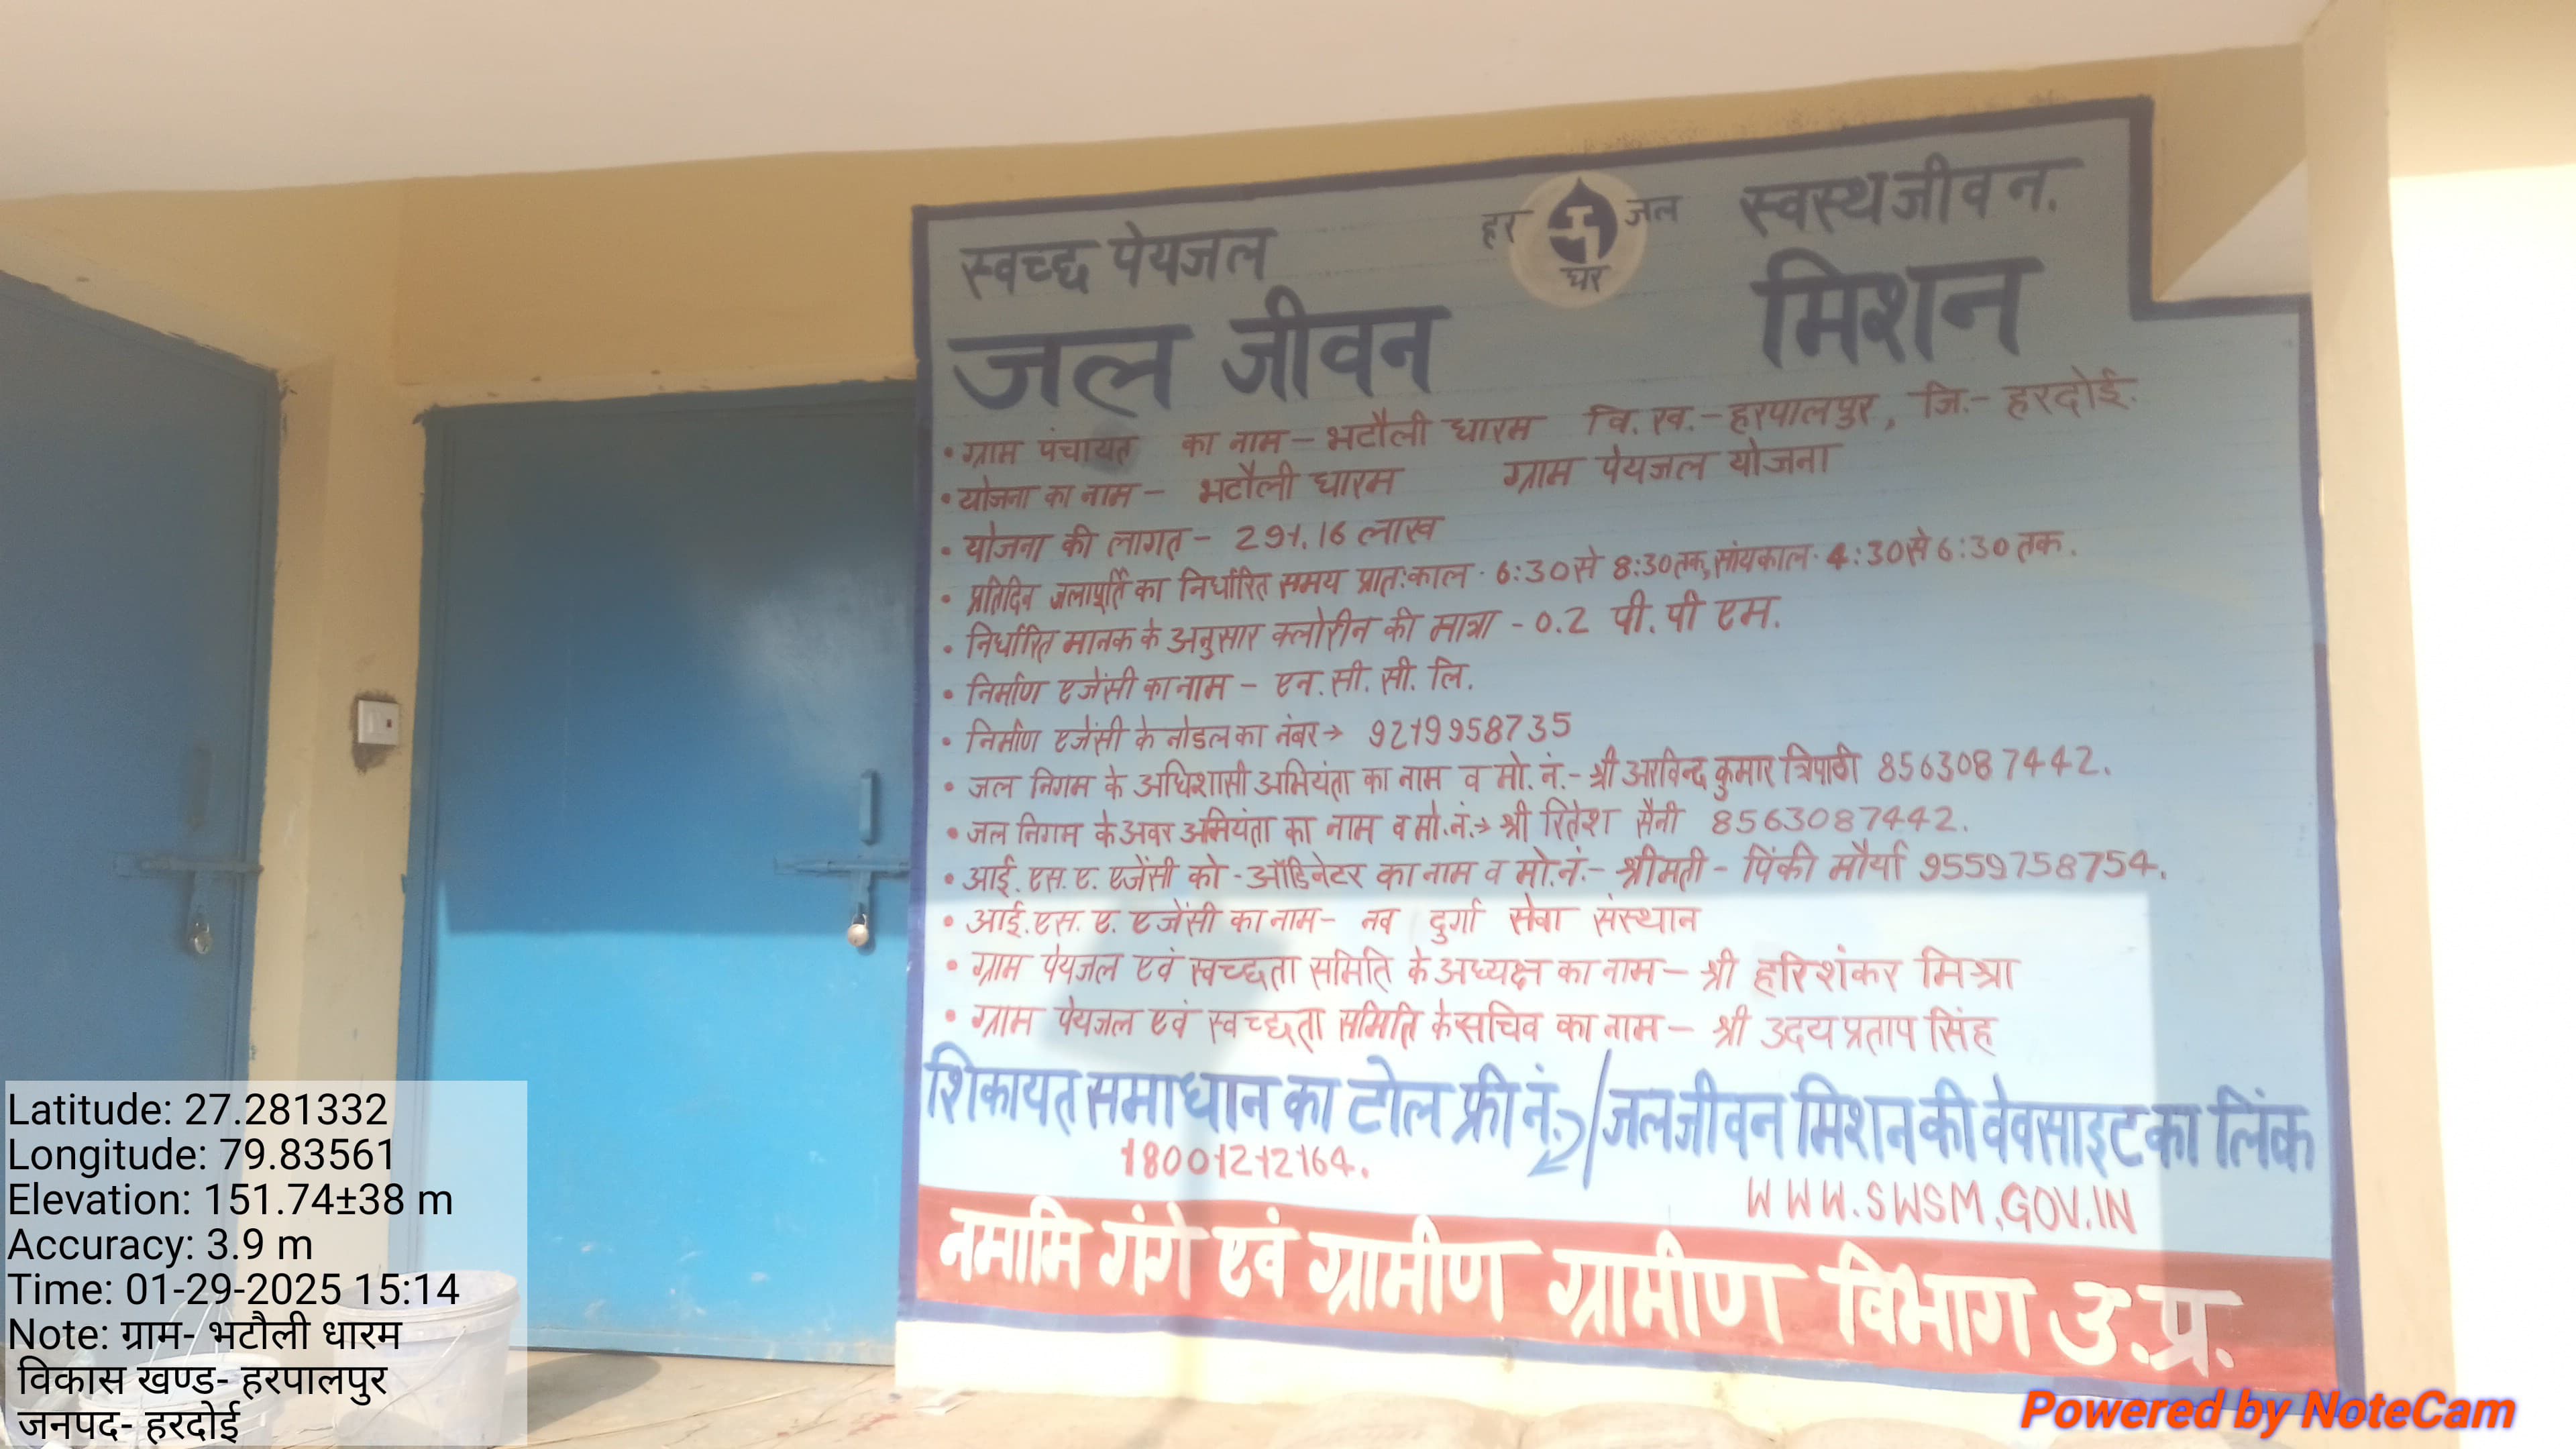 स्वच्छ पेयजल
हर जल
घर
स्वस्थ जीवन.
जल जीवन मिशन
• ग्राम पंचायत का नाम – भटौली धारम वि. ख. – हरपालपुर, जि. – हरदोई.
• योजना का नाम – भटौली धारम ग्राम पेयजल योजना
• योजना की लागत – 291.16 लाख
• प्रतिदिन जलापूर्ति का निर्धारित समय प्रातःकाल · 6:30 से 8:30 तक, सांयकाल · 4:30 से 6:30 तक.
• निर्धारित मानक के अनुसार क्लोरीन की मात्रा - 0.2 पी. पी एम.
• निर्माण एजेंसी का नाम – एन. सी. सी. लि.
• निर्माण एजेंसी के नोडल का नंबर → 9219958735
• जल निगम के अधिशासी अभियंता का नाम व मो. नं. – श्री अरविन्द कुमार त्रिपाठी 8563087442.
• जल निगम के अवर अभियंता का नाम व मो. नं. → श्री रितेश सैनी 8563087442.
• आई. एस. ए. एजेंसी को - ऑडिनेटर का नाम व मो. नं. – श्रीमती – पिंकी मौर्या 9559758754.
• आई. एस. ए. एजेंसी का नाम – नव दुर्गा सेवा संस्थान
• ग्राम पेयजल एवं स्वच्छता समिति के अध्यक्ष का नाम – श्री हरिशंकर मिश्रा
• ग्राम पेयजल एवं स्वच्छता समिति के सचिव का नाम – श्री उदय प्रताप सिंह
शिकायत समाधान का टोल फ्री नं. / जल जीवन मिशन की वेवसाइट का लिंक
18001212164.
WWW.SWSM.GOV.IN
नमामि गंगे एवं ग्रामीण ग्रामीण विभाग उ.प्र.
Latitude: 27.281332
Longitude: 79.83561
Elevation: 151.74±38 m
Accuracy: 3.9 m
Time: 01-29-2025 15:14
Note: ग्राम- भटौली धारम
विकास खण्ड- हरपालपुर
जनपद- हरदोई
Powered by NoteCam